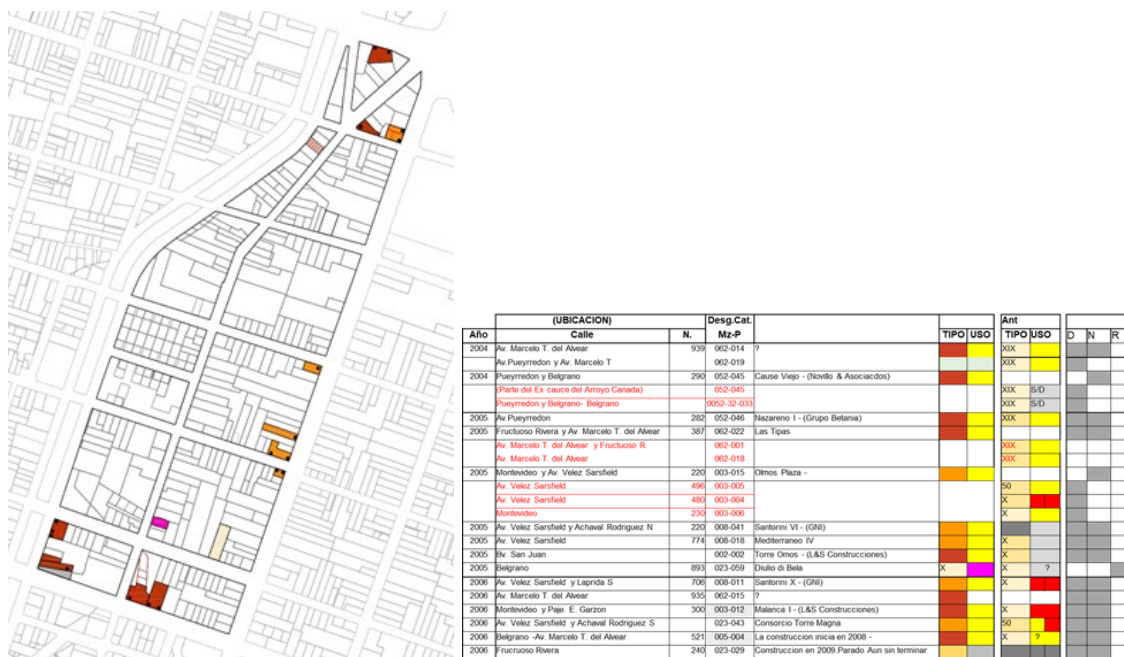 (UBICACION) Desg.Cat. Ant
Año Calle N. Mz-P TIPO USO TIPO USO D N R
2004 Av. Marcelo T. del Alvear 939 062-014 ? XIX
Av.Pueyrredon y Av. Marcelo T 062-019 XIX
2004 Pueyrredon y Belgrano 290 052-045 Cause Viejo - (Novillo & Asociacdos)
(Parte del Ex cauce del Arroyo Canada) 052-045 XIX S/D
Pueyrredon y Belgrano- Belgrano 0052-32-033 XIX S/D
2005 Av.Pueyrredon 282 052-046 Nazareno I - (Grupo Betania) XIX
2005 Fructuoso Rivera y Av. Marcelo T. del Alvear 387 062-022 Las Tipas
Av. Marcelo T. del Alvear y Fructuoso R. 062-001 XIX
Av. Marcelo T. del Alvear 062-018 XIX
2005 Montevideo y Av. Velez Sarsfield 220 003-015 Olmos Plaza -
Av. Velez Sarsfield 496 003-005 50
Av. Velez Sarsfield 480 003-004 X
Montevideo 230 003-006 X
2005 Av. Velez Sarsfield y Achaval Rodriguez N 220 008-041 Santorini VI - (GNI)
2005 Av. Velez Sarsfield 774 008-018 Mediterraneo IV X
2005 Bv. San Juan 002-002 Torre Omos - (L&S Construcciones) X
2005 Belgrano 893 023-059 Diulio di Bela X X ?
2006 Av. Velez Sarsfield y Laprida S 706 008-011 Santorini X - (GNI) X
2006 Av. Marcelo T. del Alvear 935 062-015 ?
2006 Montevideo y Paje. E. Garzon 300 003-012 Malanca I - (L&S Construcciones) X
2006 Av. Velez Sarsfield y Achaval Rodriguez S 023-043 Consorcio Torre Magna 50
2006 Belgrano -Av. Marcelo T. del Alvear 521 005-004 La construccion inicia en 2008 - X ?
2006 Frucruoso Rivera 240 023-029 Construccion en 2009.Parado Aun sin terminar